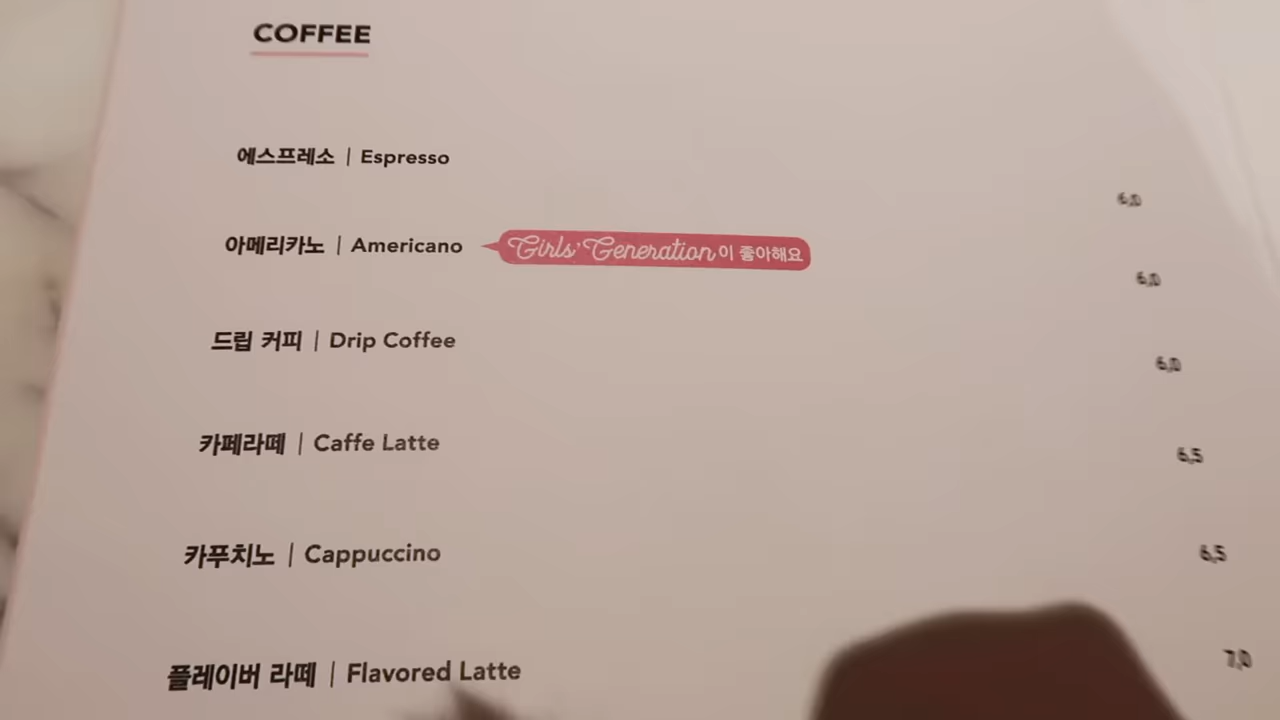 COFFEE
에스프레소 | Espresso
6,0
아메리카노 | Americano Girls' Generation이 좋아해요
6,0
드립 커피 | Drip Coffee
6,0
카페라떼 | Caffe Latte
6,5
카푸치노 | Cappuccino
6,5
플레이버 라떼 | Flavored Latte
7,0